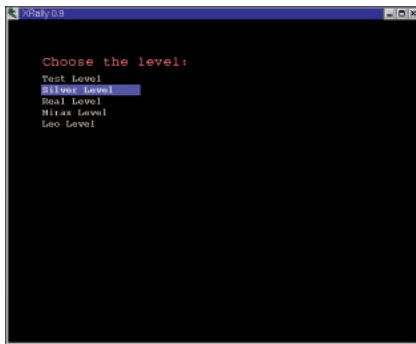 XRally 0.9
Choose the level:
Test Level
Silver Level
Real Level
Mirax Level
Leo Level